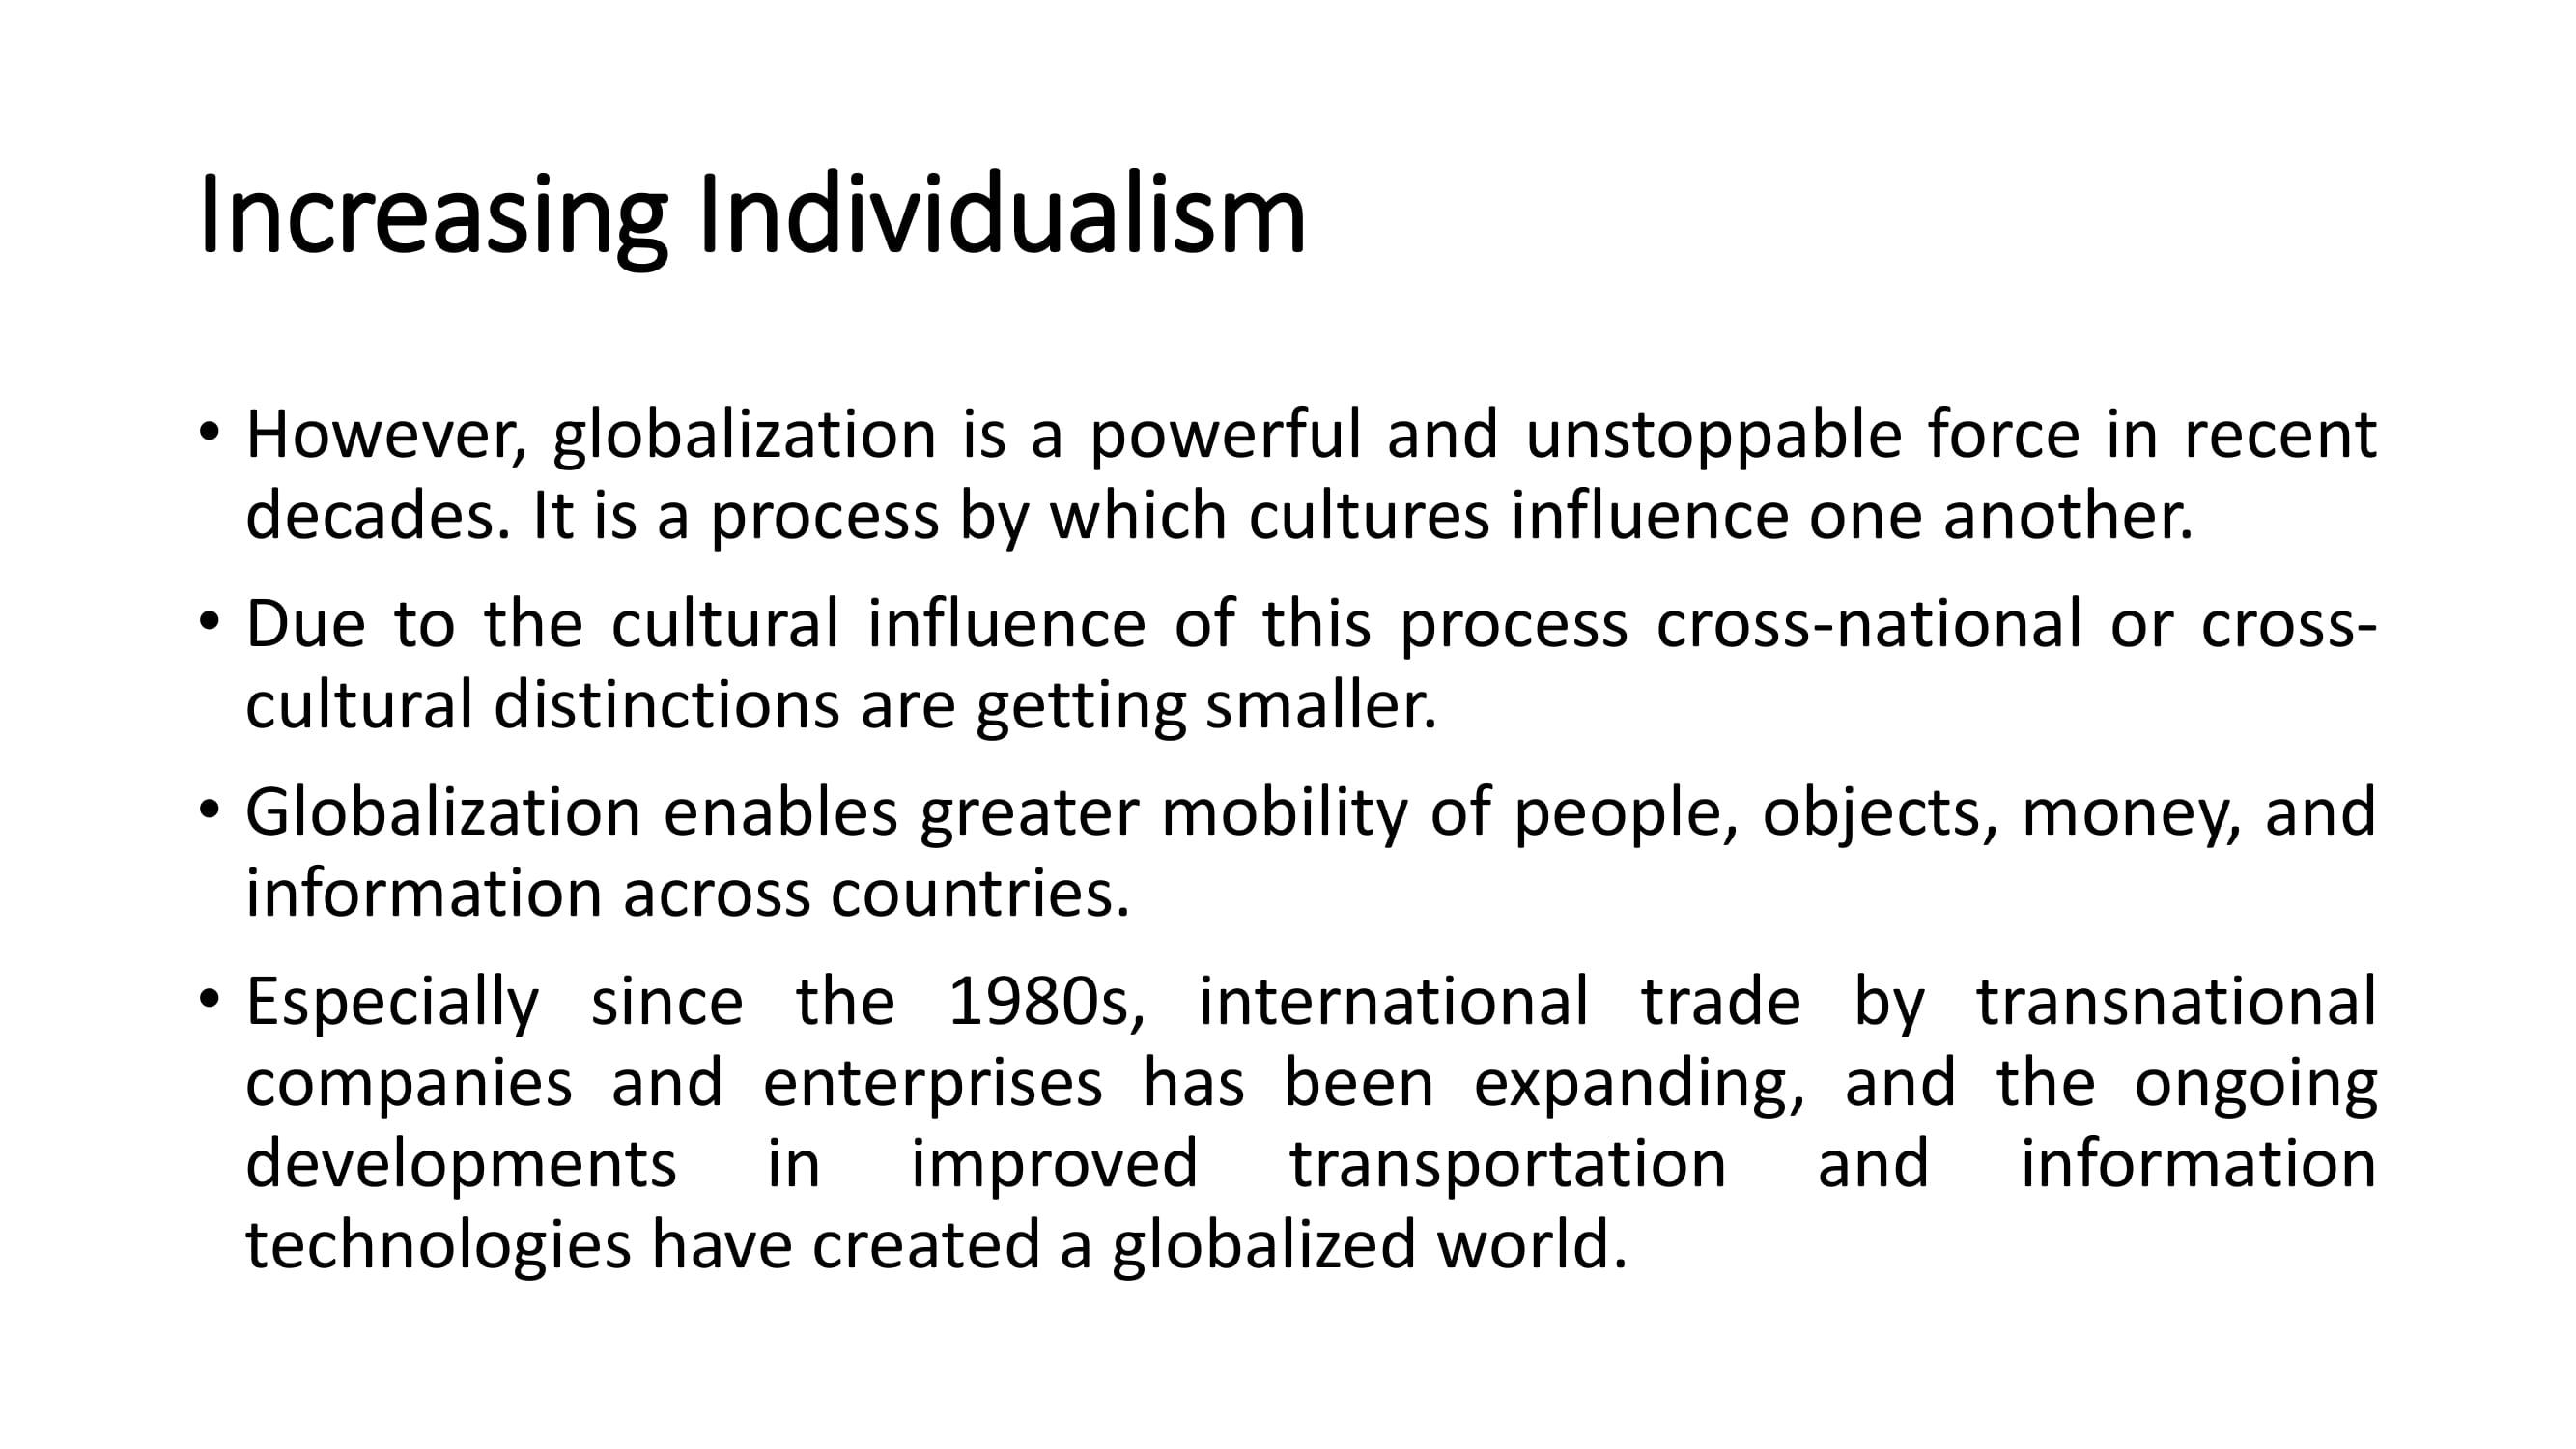 Increasing Individualism
• However, globalization is a powerful and unstoppable force in recent
decades. It is a process by which cultures influence one another.
• Due to the cultural influence of this process cross-national or cross-
cultural distinctions are getting smaller.
• Globalization enables greater mobility of people, objects, money, and
information across countries.
• Especially since the 1980s, international trade by transnational
companies and enterprises has been expanding, and the ongoing
developments in improved transportation and information
technologies have created a globalized world.